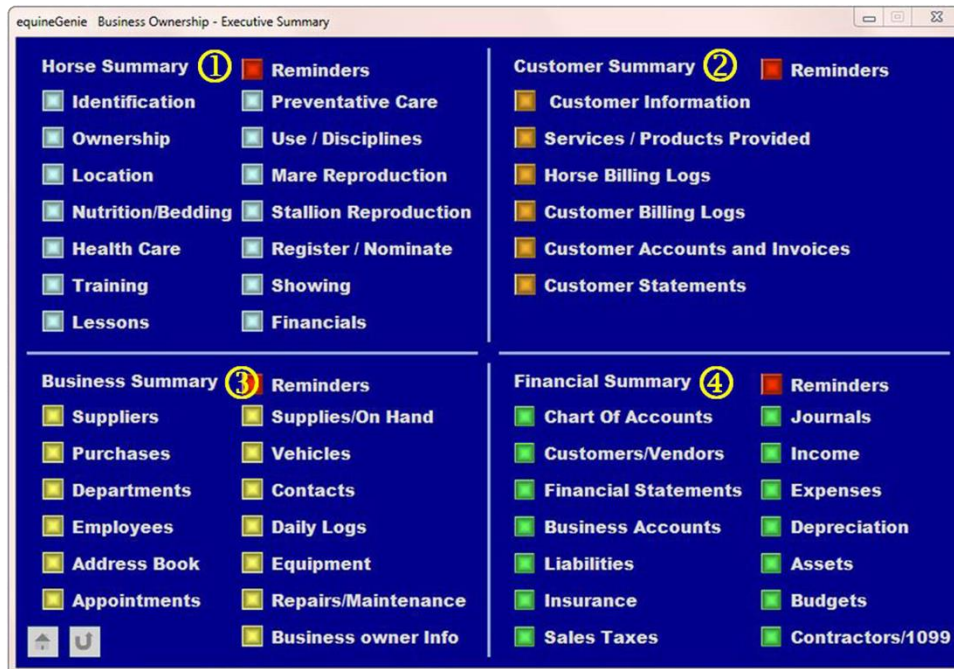 equineGenie Business Ownership - Executive Summary
Horse Summary ① Reminders
Identification Preventative Care
Ownership Use / Disciplines
Location Mare Reproduction
Nutrition/Bedding Stallion Reproduction
Health Care Register / Nominate
Training Showing
Lessons Financials
Customer Summary ② Reminders
Customer Information
Services / Products Provided
Horse Billing Logs
Customer Billing Logs
Customer Accounts and Invoices
Customer Statements
Business Summary ③ Reminders
Suppliers Supplies/On Hand
Purchases Vehicles
Departments Contacts
Employees Daily Logs
Address Book Equipment
Appointments Repairs/Maintenance
Business owner Info
Financial Summary ④ Reminders
Chart Of Accounts Journals
Customers/Vendors Income
Financial Statements Expenses
Business Accounts Depreciation
Liabilities Assets
Insurance Budgets
Sales Taxes Contractors/1099